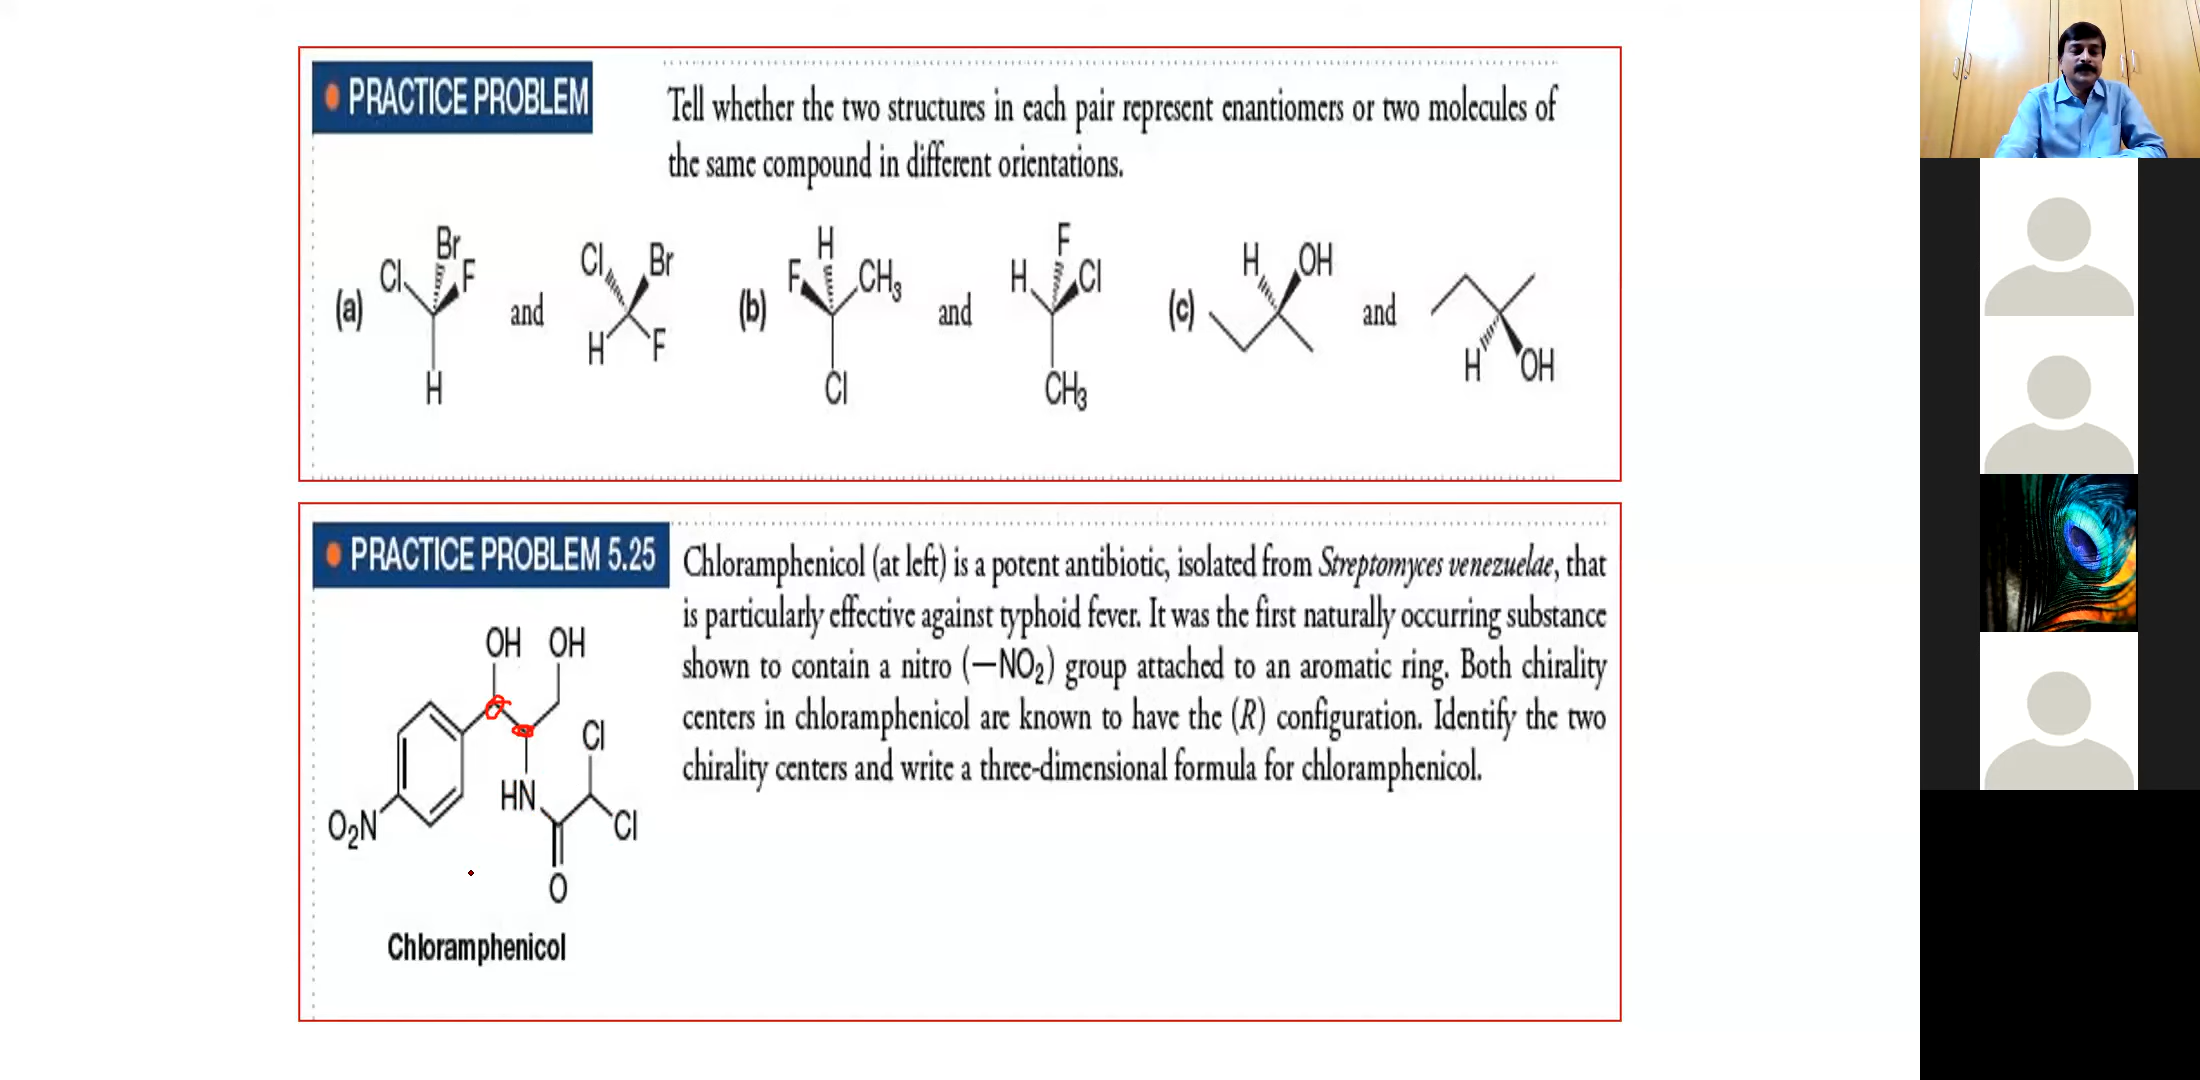 PRACTICE PROBLEM
Tell whether the two structures in each pair represent enantiomers or two molecules of
the same compound in different orientations.
(a) Cl Br F H and Cl Br H F (b) H F CH₃ Cl and F H Cl CH₃ (c) H OH and H OH
PRACTICE PROBLEM 5.25
Chloramphenicol (at left) is a potent antibiotic, isolated from Streptomyces venezuelae, that
is particularly effective against typhoid fever. It was the first naturally occurring substance
shown to contain a nitro (—NO₂) group attached to an aromatic ring. Both chirality
centers in chloramphenicol are known to have the (R) configuration. Identify the two
chirality centers and write a three-dimensional formula for chloramphenicol.
OH OH
Cl
HN
O₂N Cl
O
Chloramphenicol